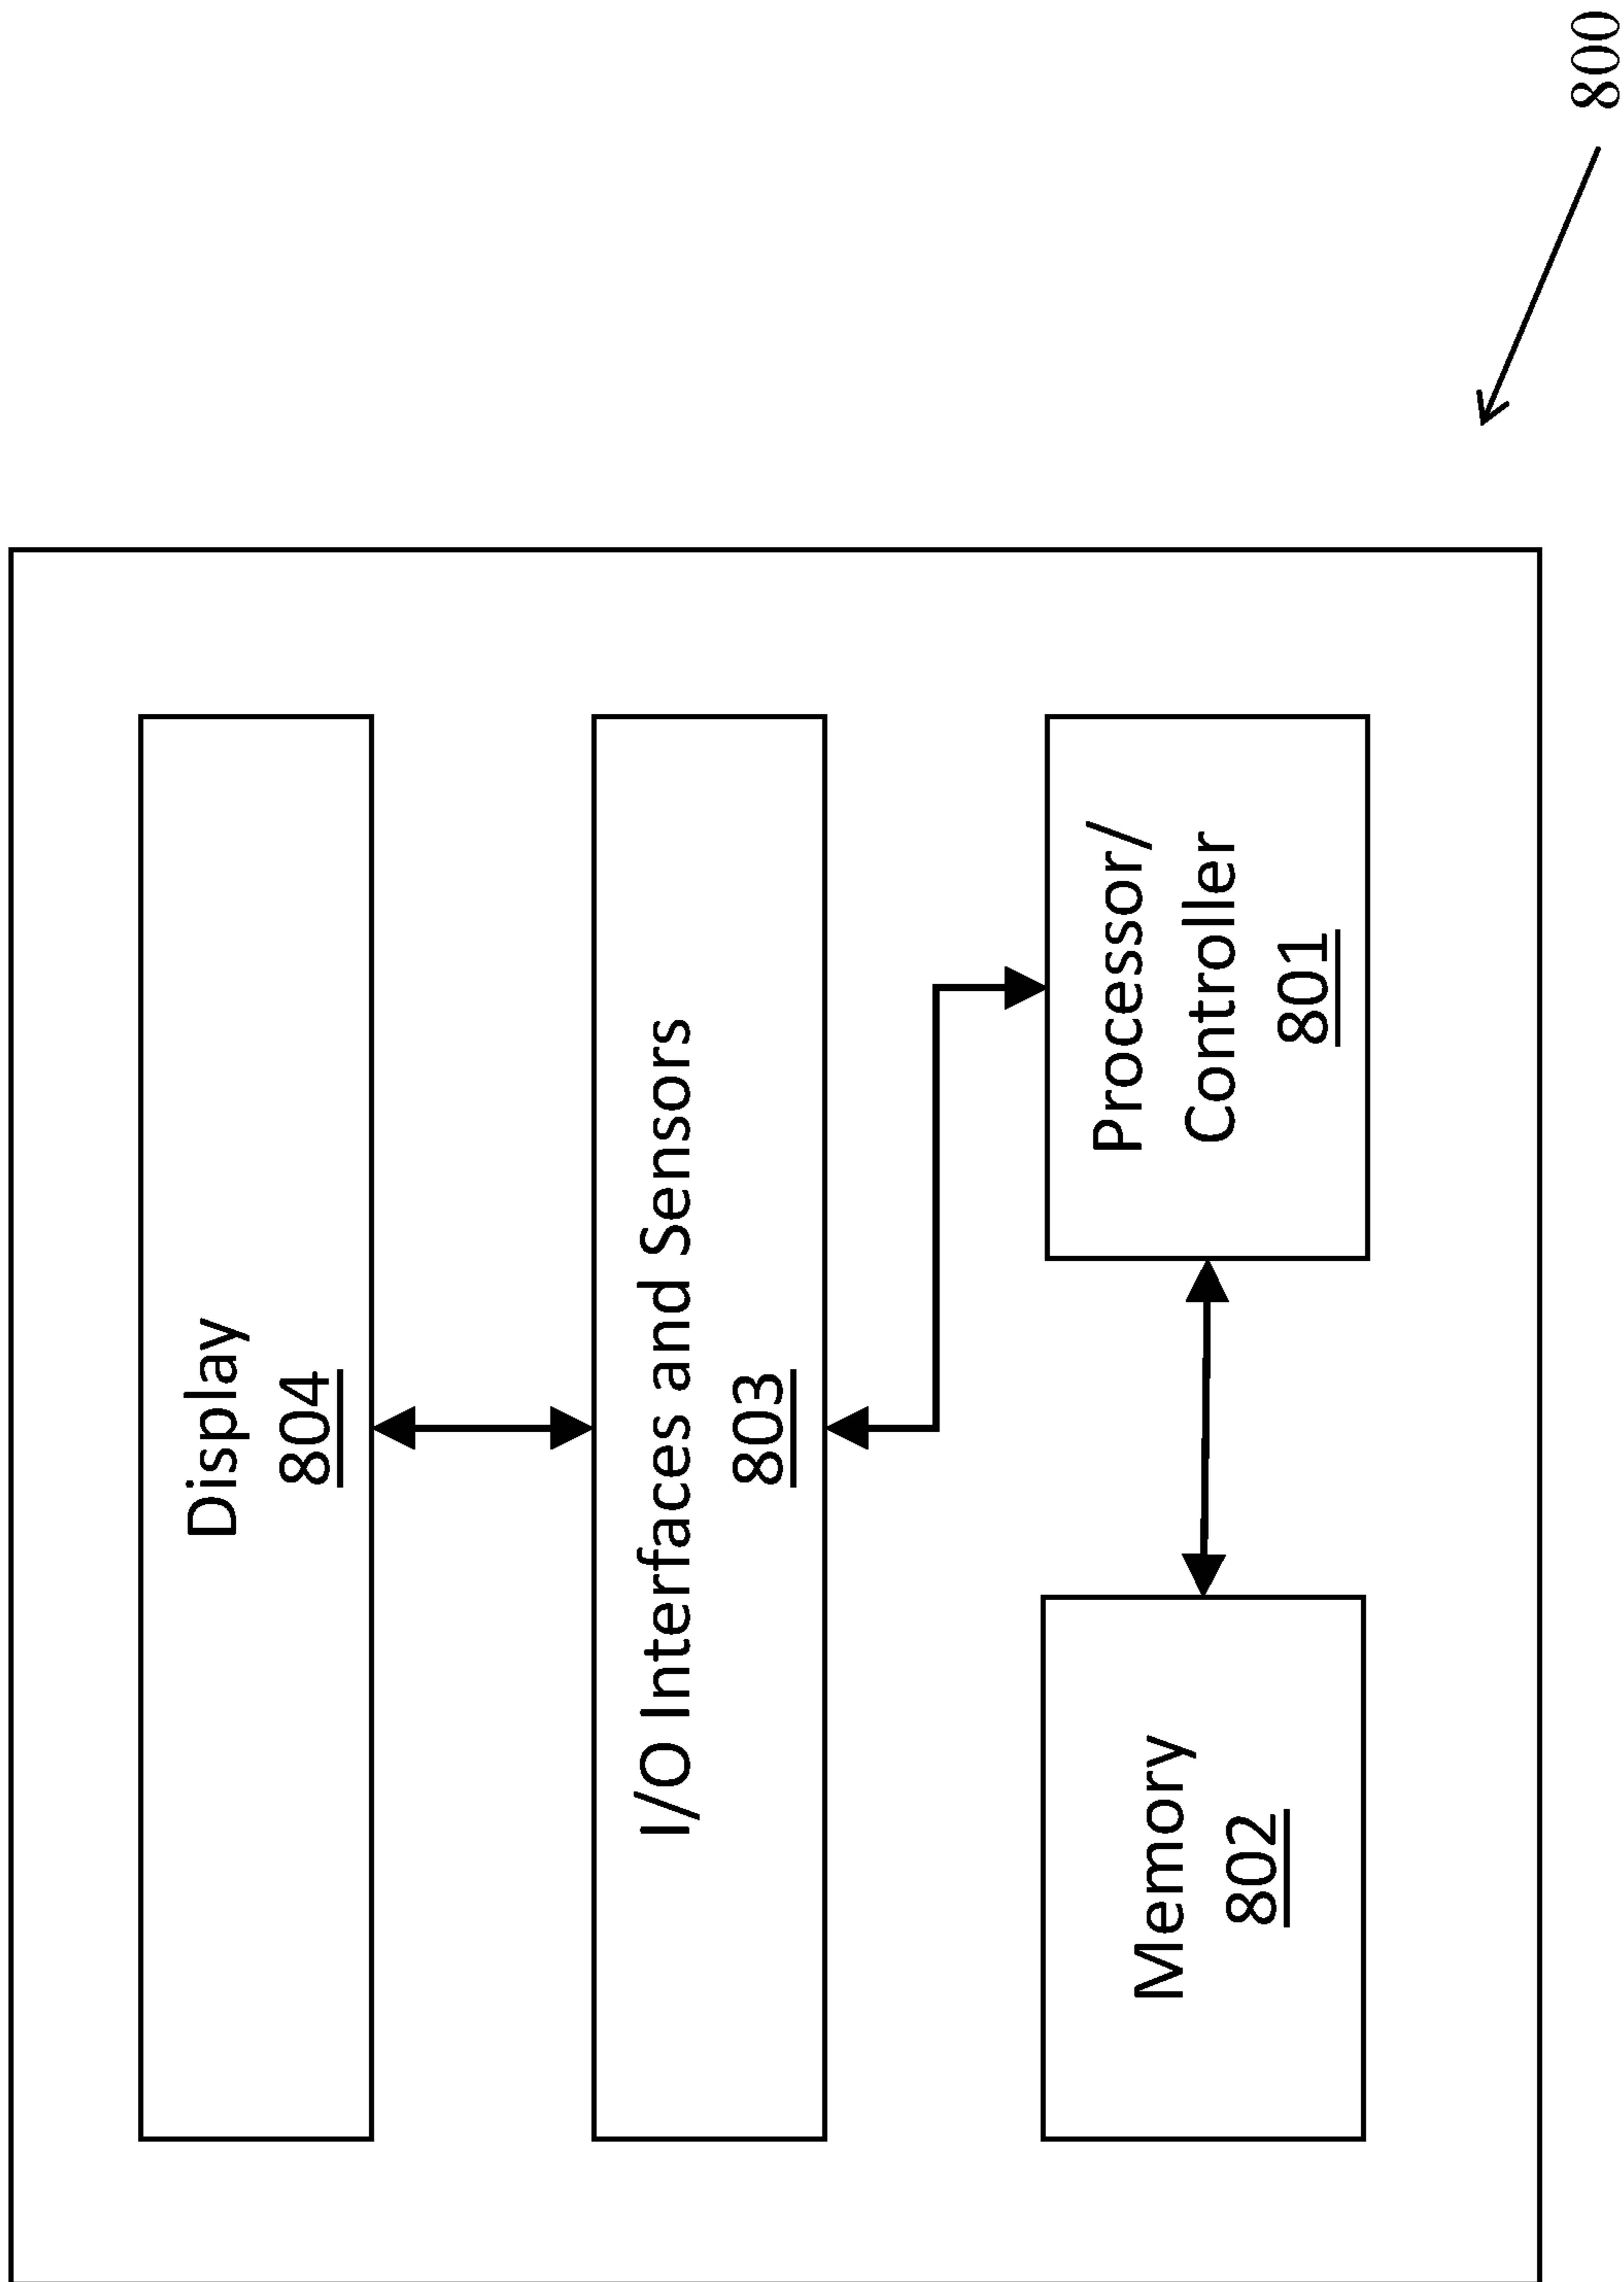 Display
804
I/O Interfaces and Sensors
803
Memory
802
Processor/
Controller
801
800